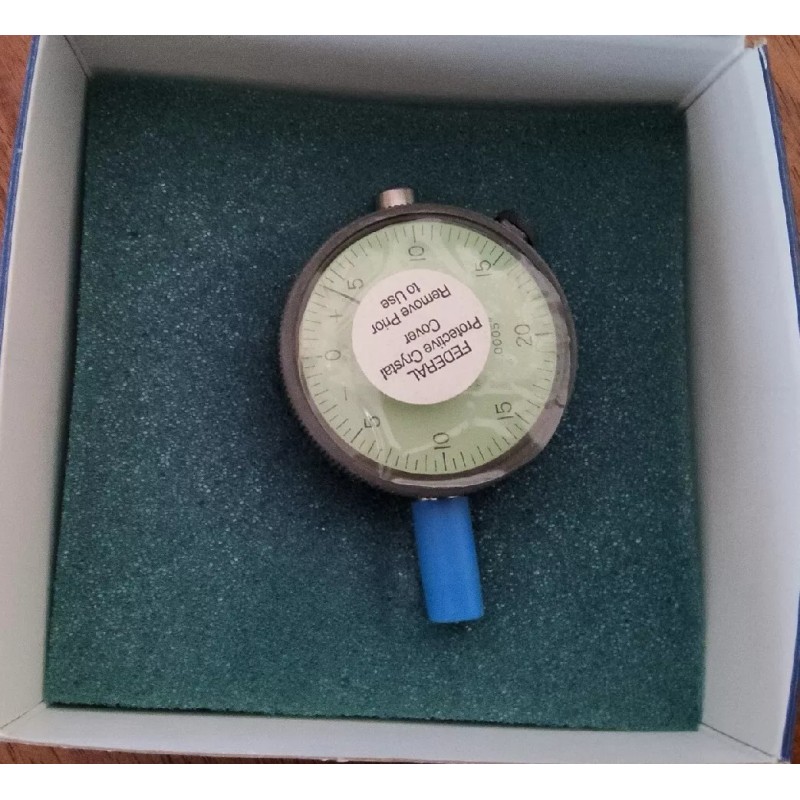 FEDERAL
Protective Crystal
Cover
Remove Prior
to Use
0
5
10
15
20
15
10
5
.0005"